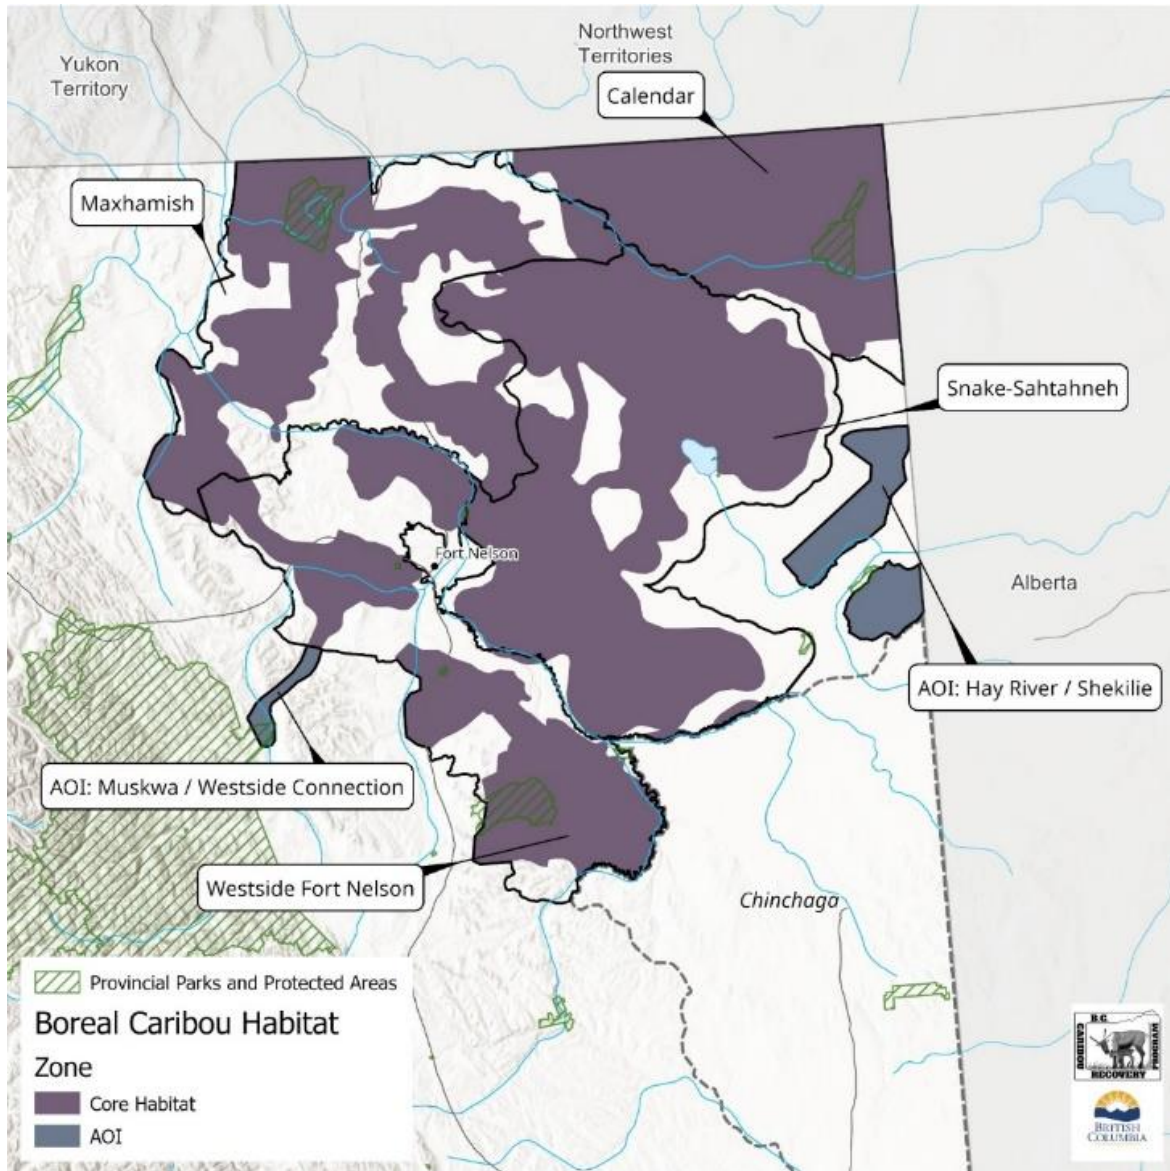 Yukon
Territory
Northwest
Territories
Calendar
Maxhamish
Snake-Sahtahneh
Fort Nelson
Alberta
AOI: Hay River / Shekilie
AOI: Muskwa / Westside Connection
Westside Fort Nelson
Chinchaga
Provincial Parks and Protected Areas
Boreal Caribou Habitat
Zone
Core Habitat
AOI
B.C.
CARIBOU
PROGRAM
RECOVERY
BRITISH
COLUMBIA